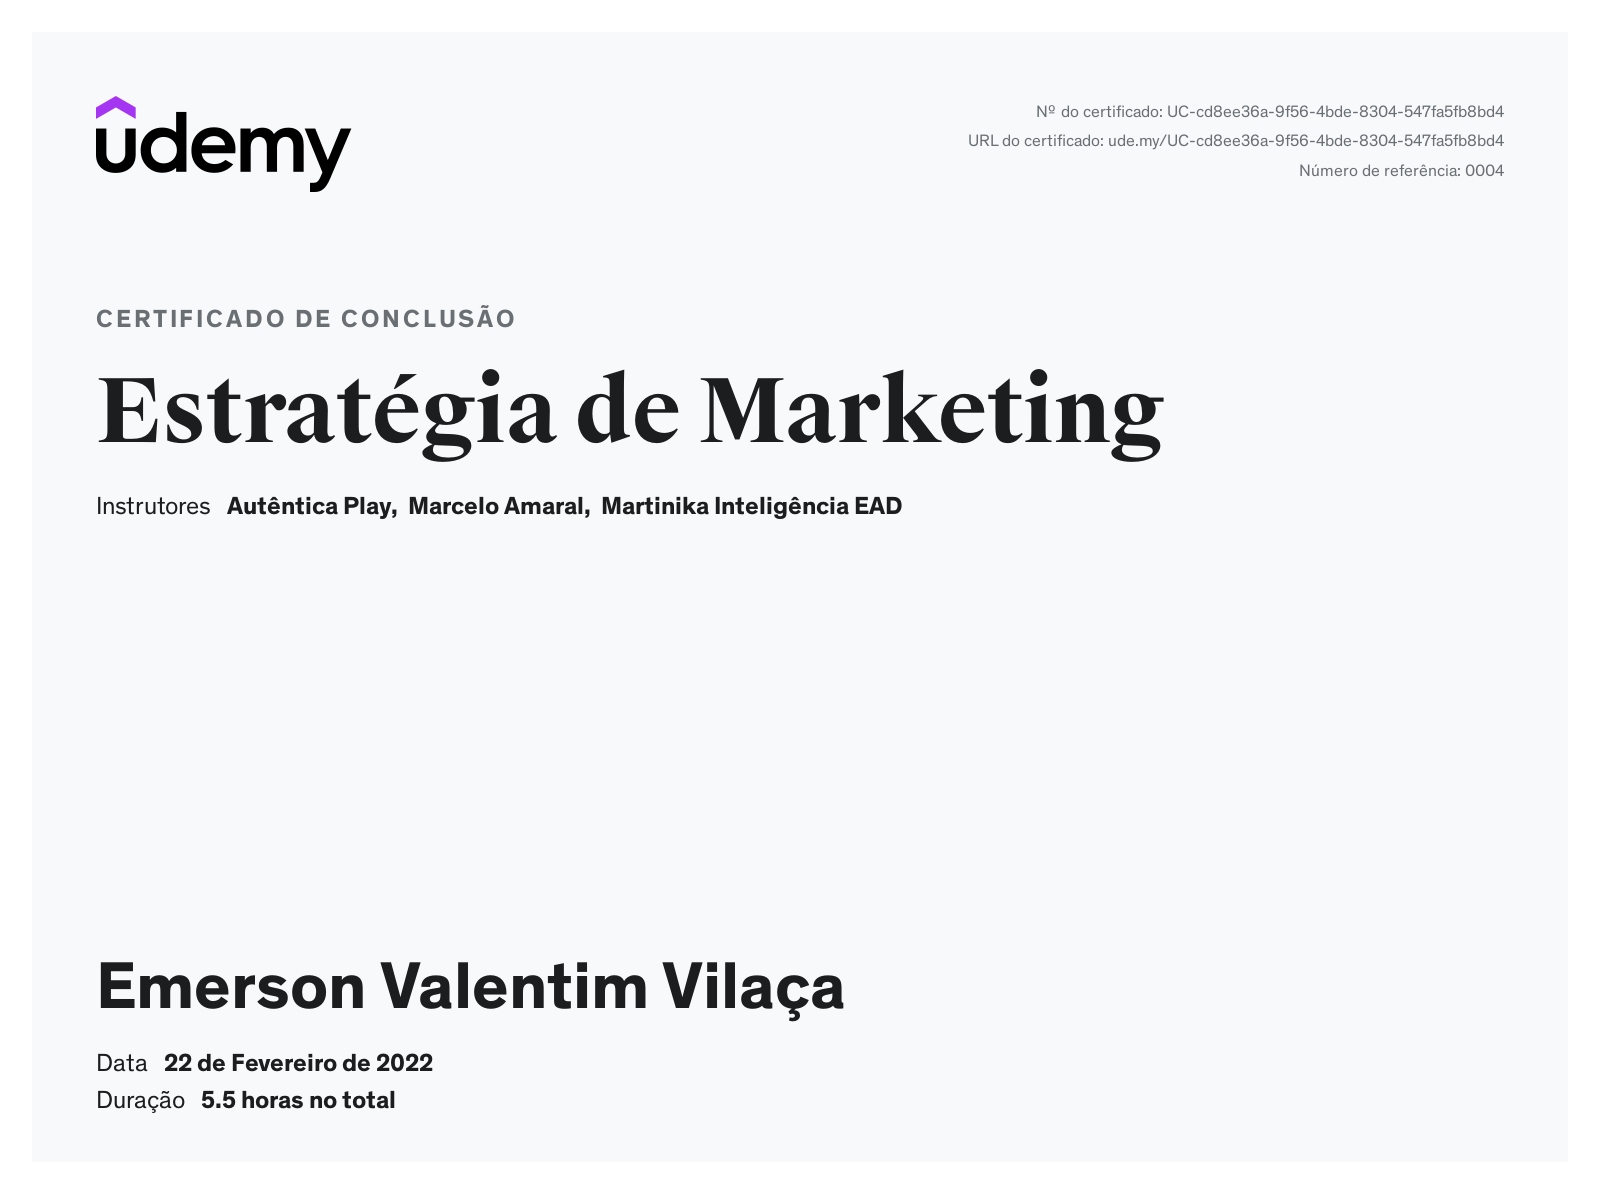 udemy
Nº do certificado: UC-cd8ee36a-9f56-4bde-8304-547fa5fb8bd4
URL do certificado: ude.my/UC-cd8ee36a-9f56-4bde-8304-547fa5fb8bd4
Número de referência: 0004
CERTIFICADO DE CONCLUSÃO
Estratégia de Marketing
Instrutores Autêntica Play, Marcelo Amaral, Martinika Inteligência EAD
Emerson Valentim Vilaça
Data 22 de Fevereiro de 2022
Duração 5.5 horas no total